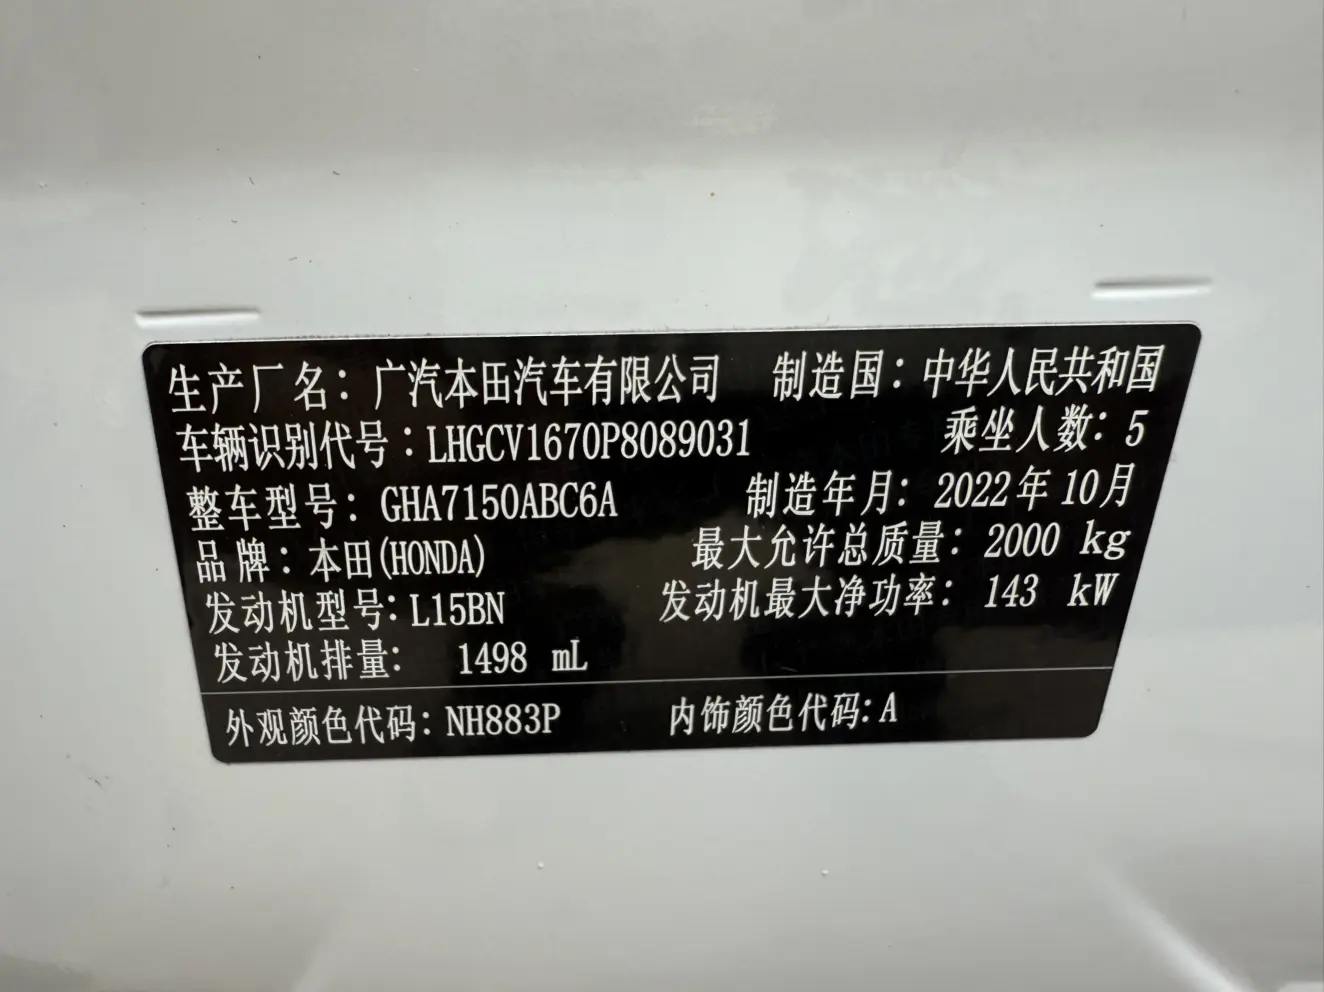 生产厂名：广汽本田汽车有限公司 制造国：中华人民共和国
车辆识别代号：LHGCV1670P8089031 乘坐人数：5
整车型号：GHA7150ABC6A 制造年月：2022年10月
品牌：本田(HONDA) 最大允许总质量：2000 kg
发动机型号：L15BN 发动机最大净功率：143 kW
发动机排量：1498 mL
外观颜色代码：NH883P 内饰颜色代码：A